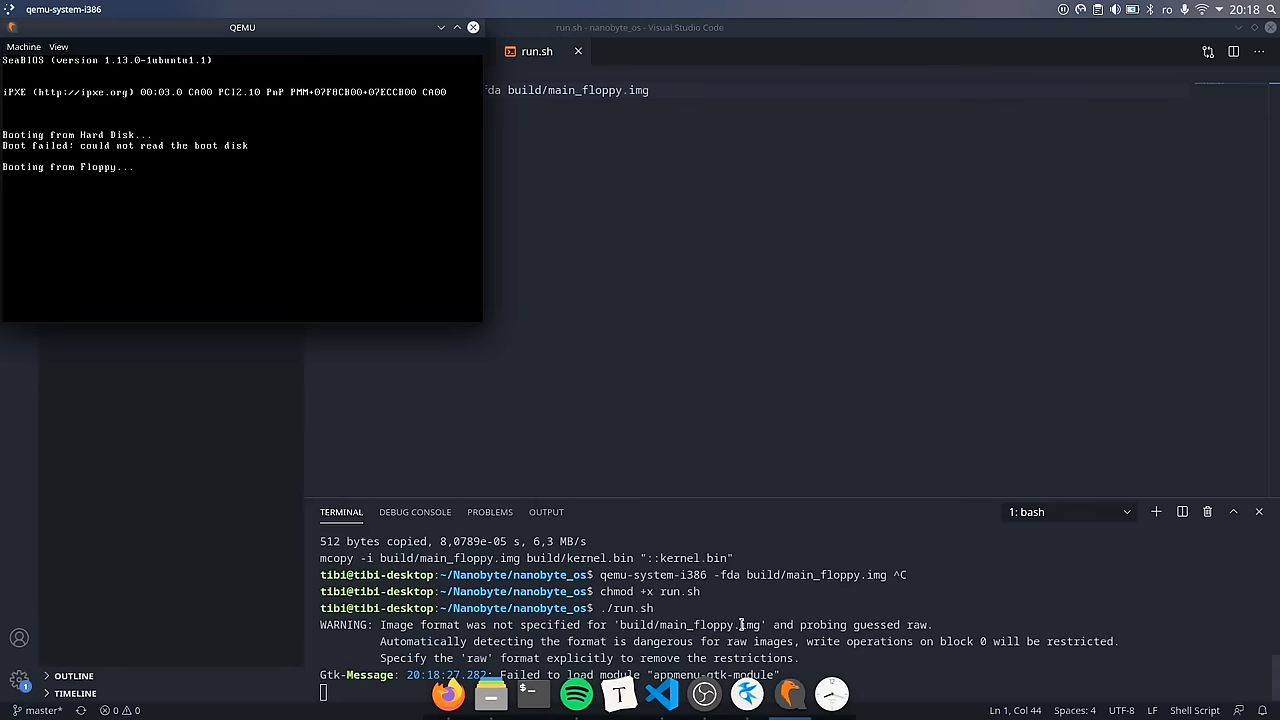 qemu-system-i386
ro
20:18
QEMU
run.sh - nanobyte_os - Visual Studio Code
Machine View
run.sh
SeaBIOS (version 1.13.0-1ubuntu1.1)
fda build/main_floppy.img
iPXE (http://ipxe.org) 00:03.0 CA00 PCI2.10 PnP PMM+07F8CB00+07ECCB00 CA00
Booting from Hard Disk...
Boot failed: could not read the boot disk
Booting from Floppy...
TERMINAL DEBUG CONSOLE PROBLEMS OUTPUT
1: bash
512 bytes copied, 8,0789e-05 s, 6,3 MB/s
mcopy -i build/main_floppy.img build/kernel.bin "::kernel.bin"
tibi@tibi-desktop:~/Nanobyte/nanobyte_os$ qemu-system-i386 -fda build/main_floppy.img ^C
tibi@tibi-desktop:~/Nanobyte/nanobyte_os$ chmod +x run.sh
tibi@tibi-desktop:~/Nanobyte/nanobyte_os$ ./run.sh
WARNING: Image format was not specified for 'build/main_floppy.img' and probing guessed raw.
Automatically detecting the format is dangerous for raw images, write operations on block 0 will be restricted.
Specify the 'raw' format explicitly to remove the restrictions.
Gtk-Message: 20:18:27.282: Failed to load module "appmenu-gtk-module"
OUTLINE
TIMELINE
1
master* 0 0
Ln 1, Col 44 Spaces: 4 UTF-8 LF Shell Script